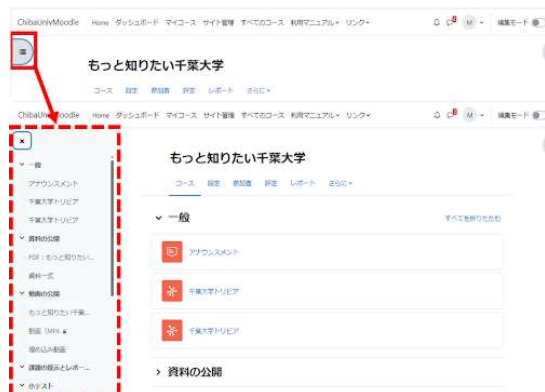 ChibaUnivMoodle Home ダッシュボード マイコース サイト管理 すべてのコース 利用マニュアル リンク 8 M 編集モード
もっと知りたい千葉大学
コース 設定 参加者 評定 レポート さらに
ChibaUnivMoodle Home ダッシュボード マイコース サイト管理 すべてのコース 利用マニュアル リンク 8 M 編集モード
×
一般
アナウンスメント
千葉大学トリビア
千葉大学トリビア
資料の公開
PDF：もっと知りたい...
資料一式
動画の公開
もっと知りたい千葉...
動画（MP4
埋め込み動画
課題の提示とレポー...
小テスト
もっと知りたい千葉大学
コース 設定 参加者 評定 レポート さらに
一般 すべてを折りたたむ
アナウンスメント
千葉大学トリビア
千葉大学トリビア
資料の公開